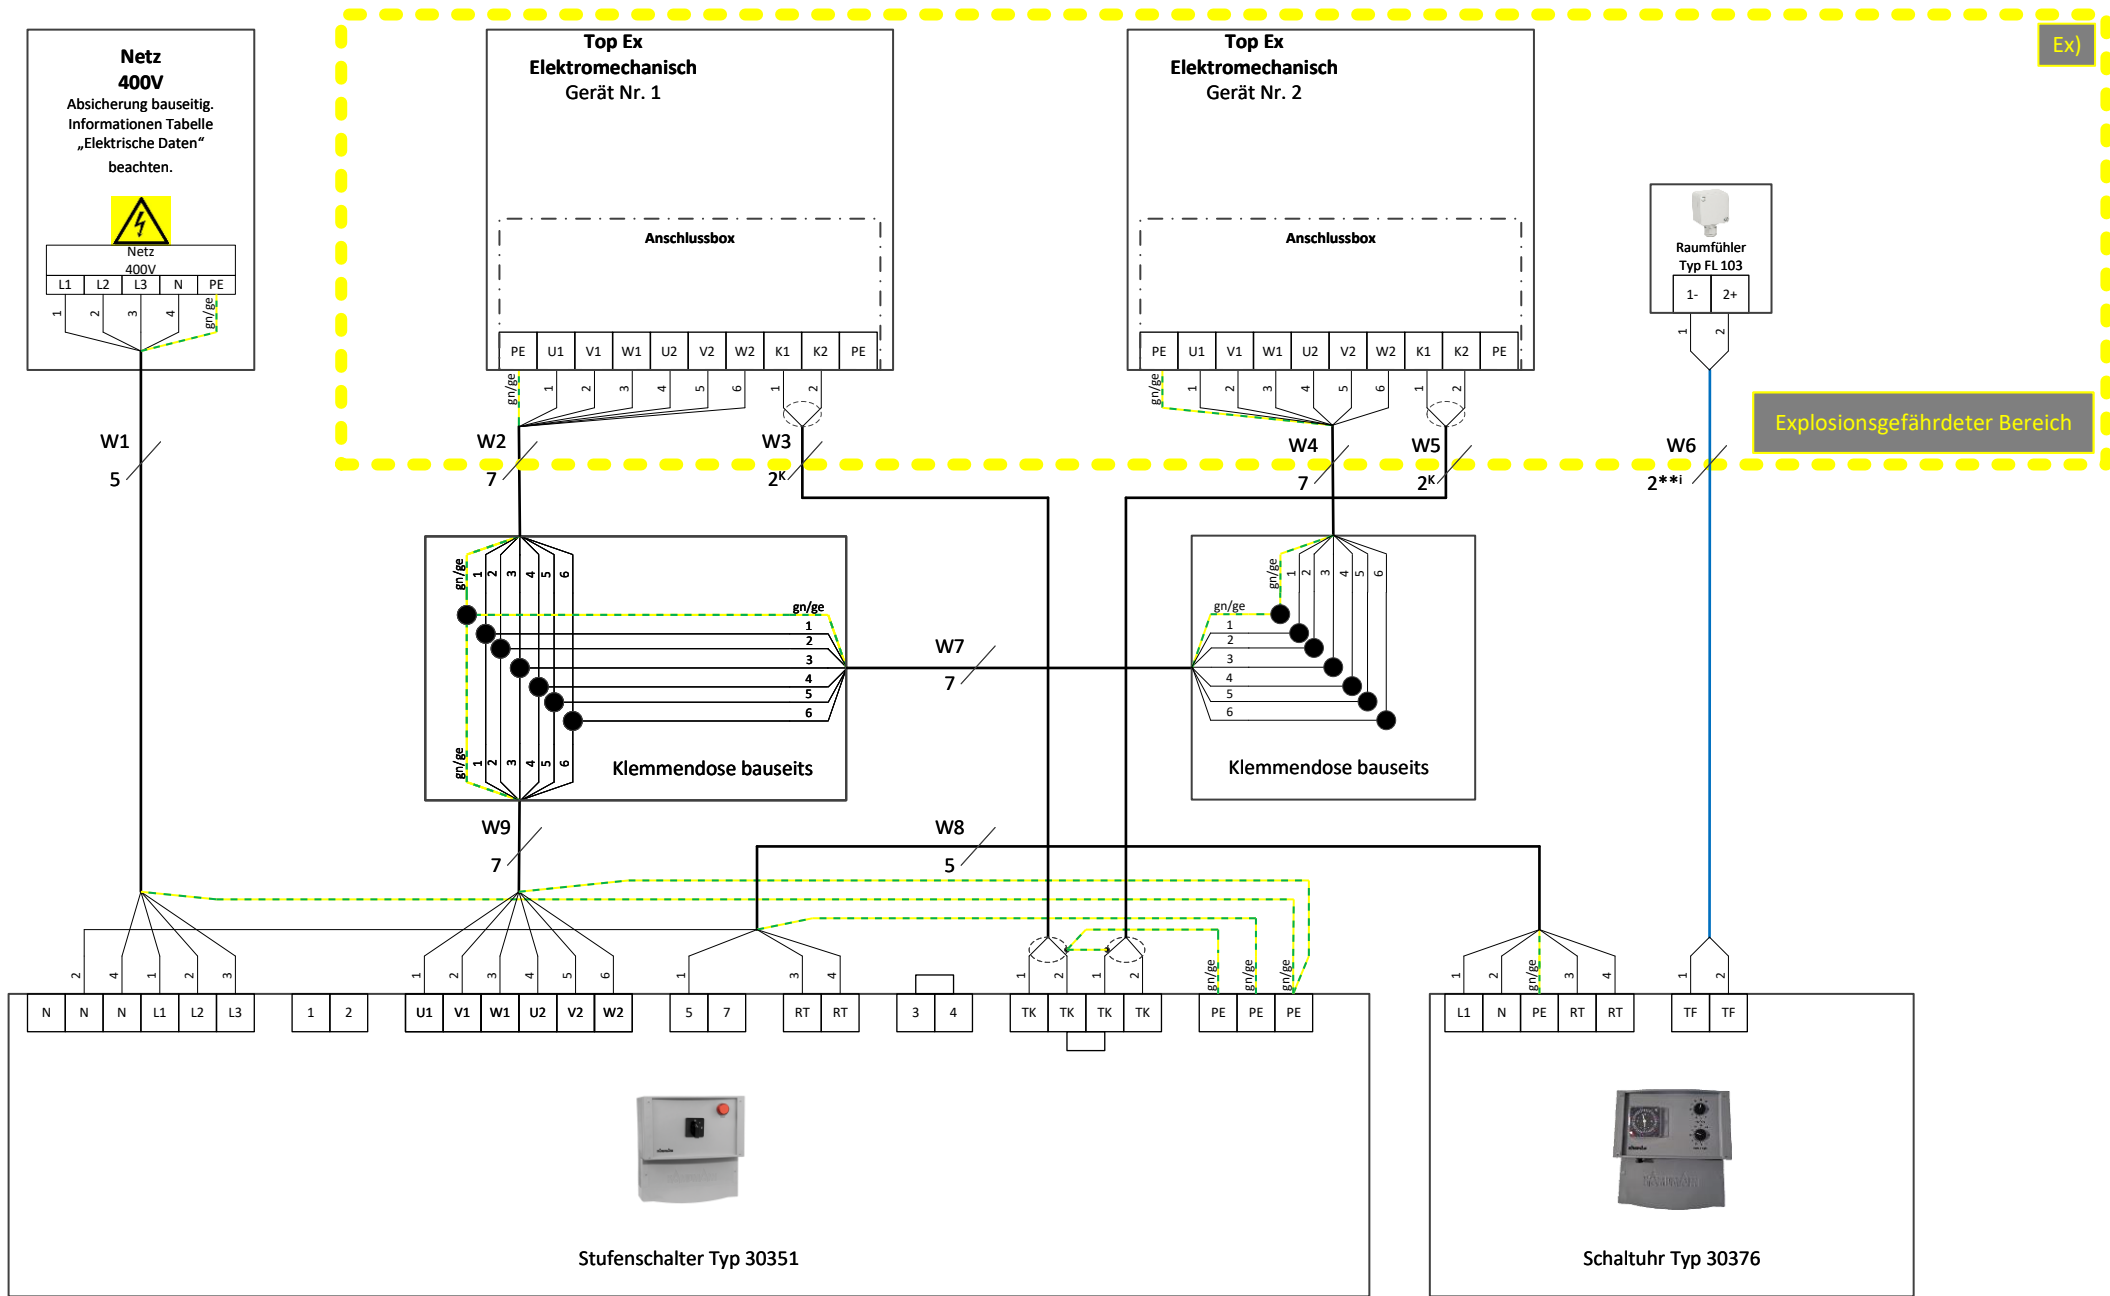 Netz
400V
Absicherung bauseitig.
Informationen Tabelle
„Elektrische Daten“
beachten.
Netz
400V
L1 L2 L3 N PE
1 2 3 4 gn/ge
Top Ex
Elektromechanisch
Gerät Nr. 1
Anschlussbox
PE U1 V1 W1 U2 V2 W2 K1 K2 PE
gn/ge 1 2 3 4 5 6 1 2
Top Ex
Elektromechanisch
Gerät Nr. 2
Anschlussbox
PE U1 V1 W1 U2 V2 W2 K1 K2 PE
gn/ge 1 2 3 4 5 6 1 2
Ex)
Raumfühler
Typ FL 103
1- 2+
1 2
Explosionsgefährdeter Bereich
W1
5
W2
7
W3
2ᴷ
W4
7
W5
2ᴷ
W6
2**ⁱ
gn/ge 1 2 3 4 5 6
gn/ge
1
2
3
4
5
6
gn/ge 1 2 3 4 5 6
Klemmendose bauseits
W7
7
gn/ge 1 2 3 4 5 6
gn/ge
1
2
3
4
5
6
Klemmendose bauseits
W9
7
W8
5
2 4 1 2 3 1 2 3 4 5 6 1 3 4 1 2 1 2 gn/ge gn/ge gn/ge
N N N L1 L2 L3 1 2 U1 V1 W1 U2 V2 W2 5 7 RT RT 3 4 TK TK TK TK PE PE PE
Stufenschalter Typ 30351
1 2 gn/ge 3 4 1 2
L1 N PE RT RT TF TF
Schaltuhr Typ 30376